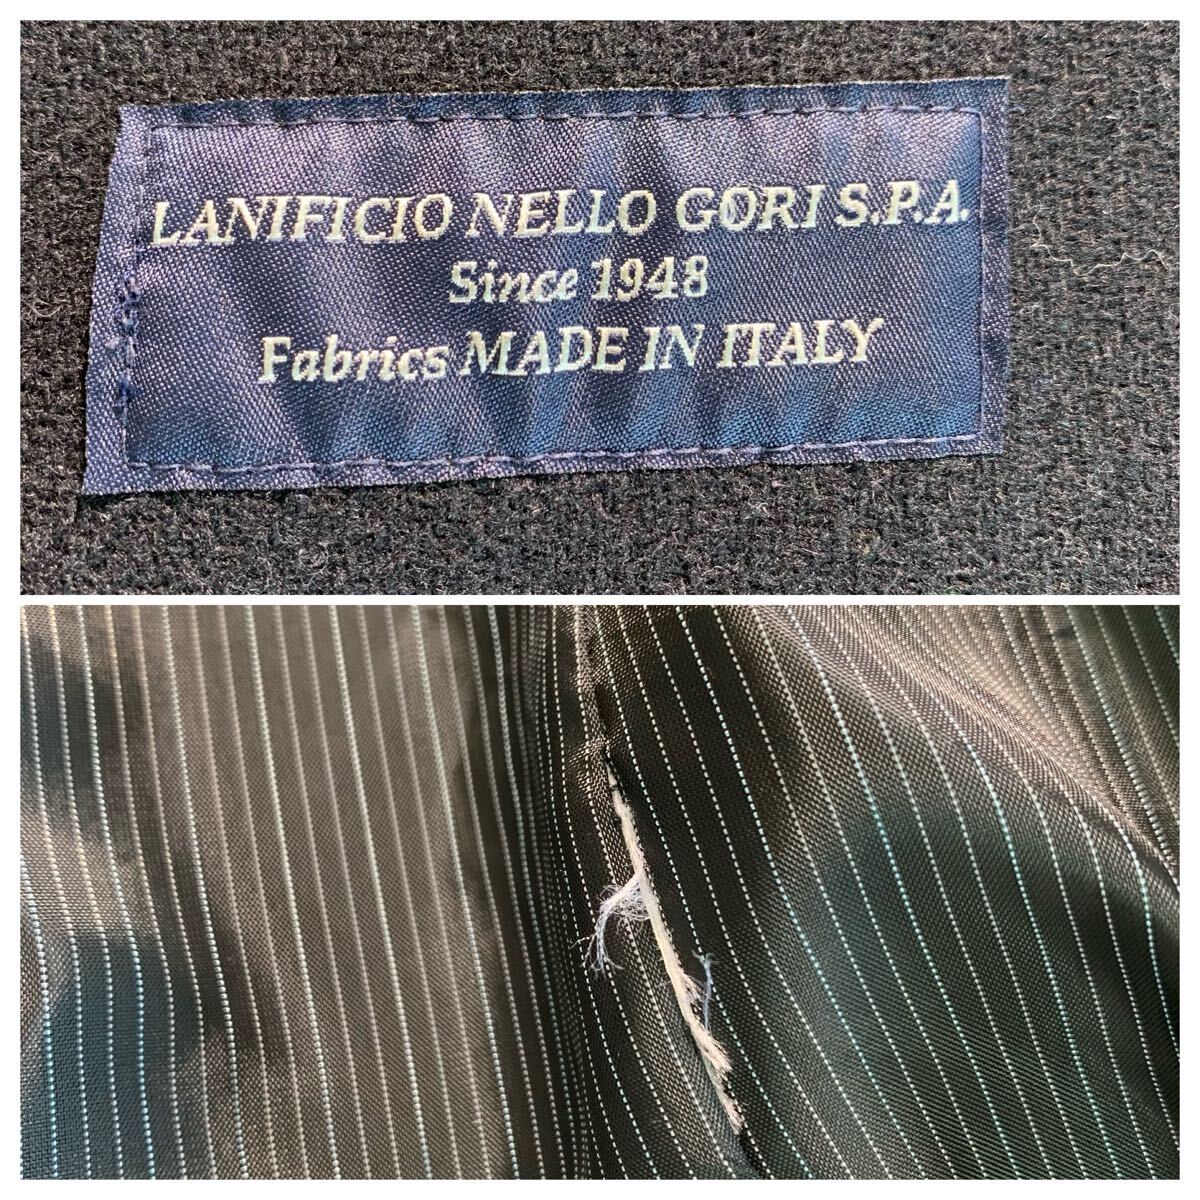 LANIFICIO NELLO GORI S.P.A.
Since 1948
Fabrics MADE IN ITALY